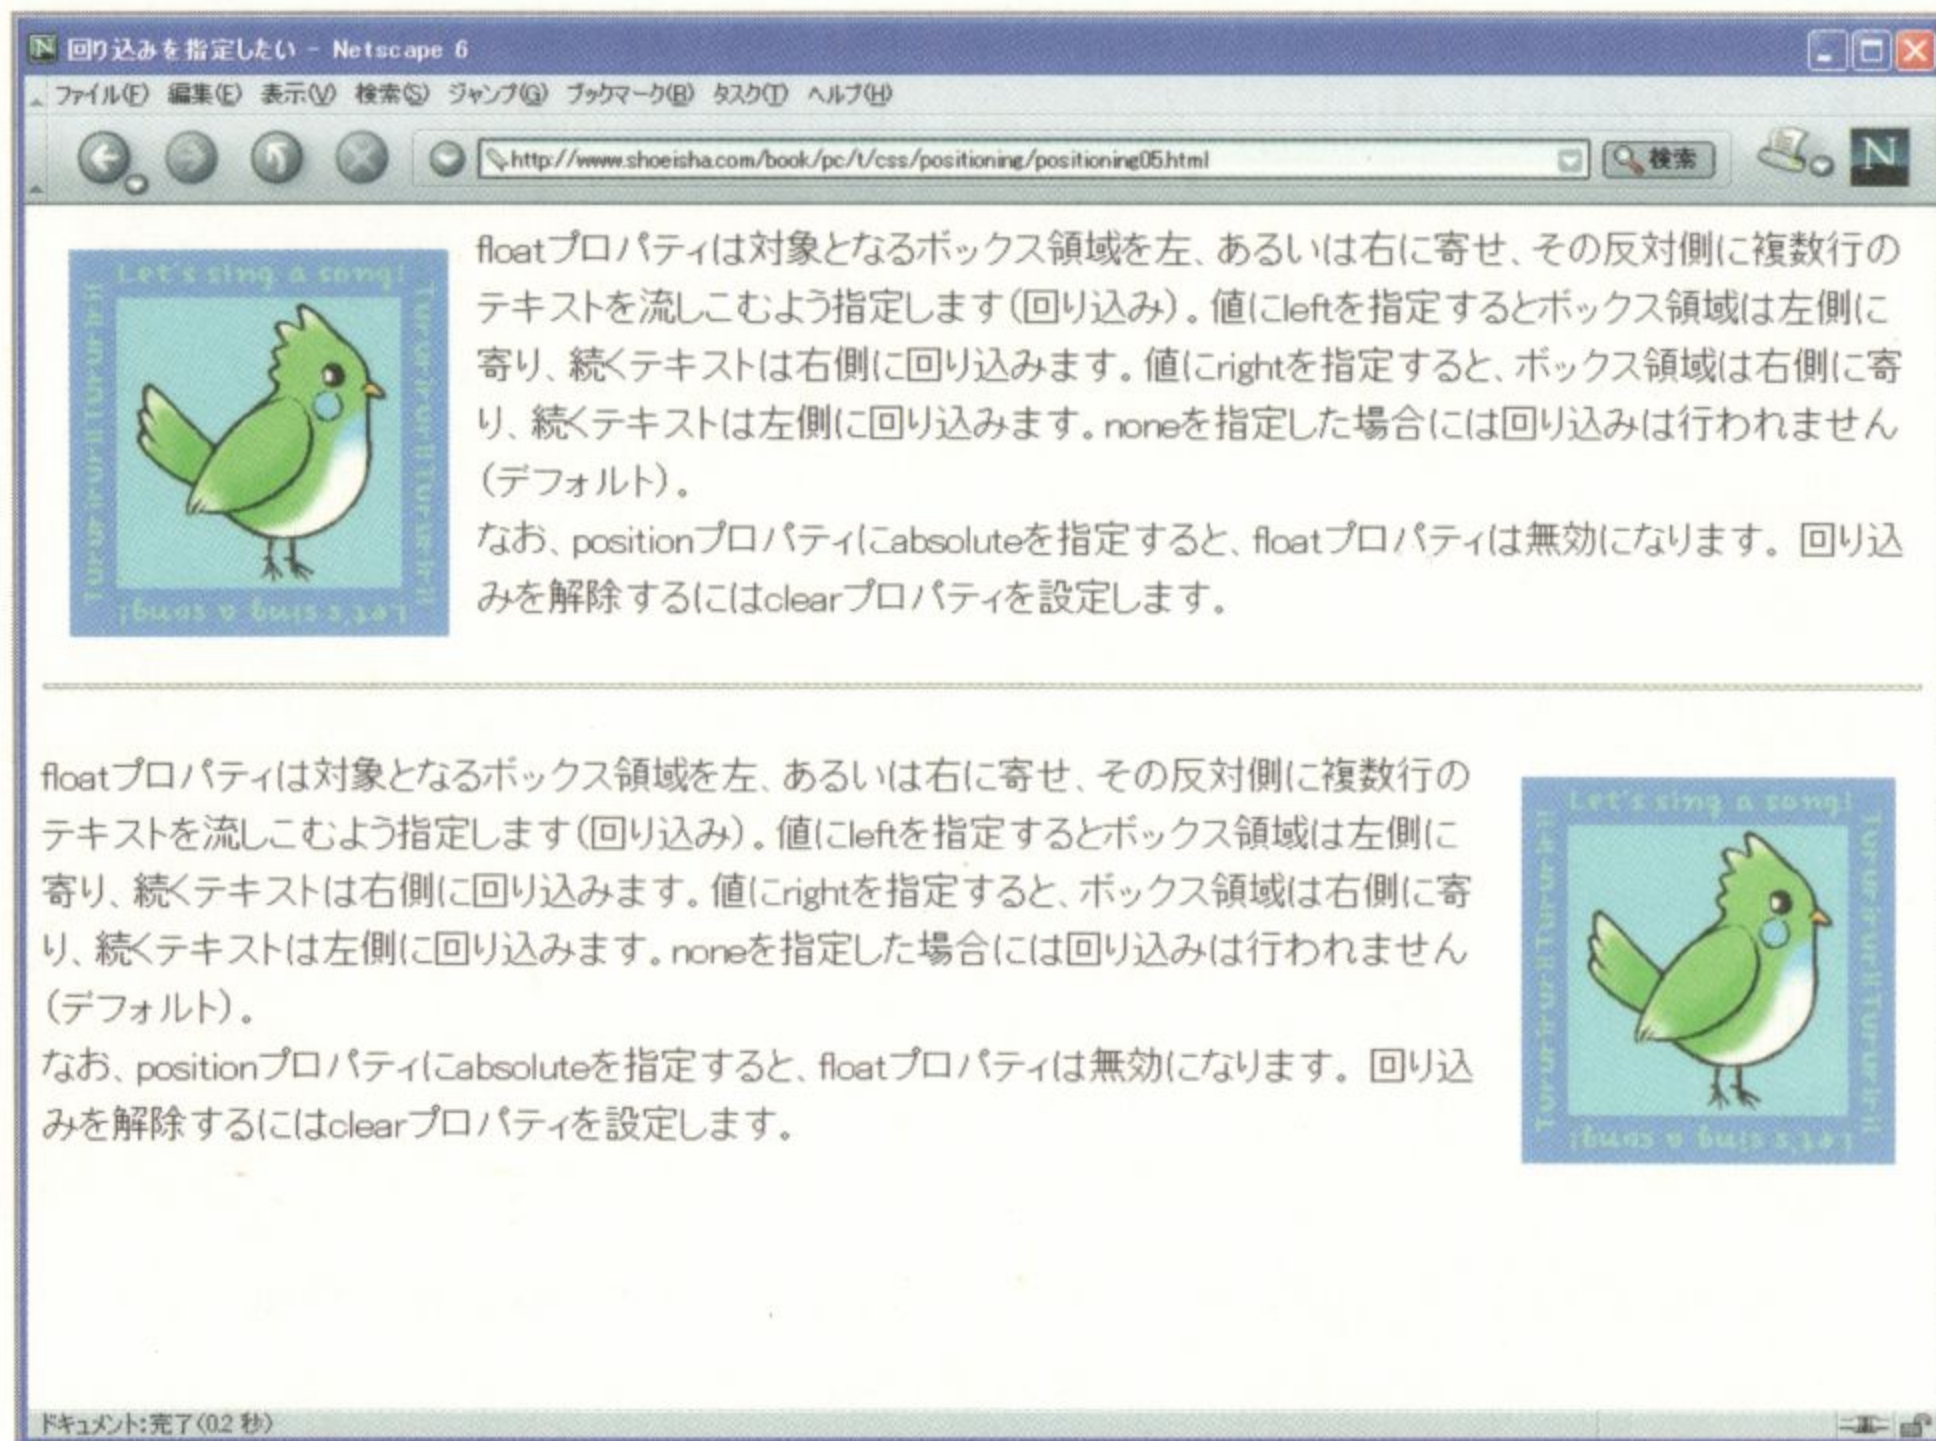 回り込みを指定したい - Netscape 6
ファイル(F) 編集(E) 表示(V) 検索(S) ジャンプ(G) ブックマーク(B) タスク(T) ヘルプ(H)
http://www.shoeisha.com/book/pc/t/css/positioning/positioning05.html 検索 N
Let's sing a song!
Let's sing a song!
floatプロパティは対象となるボックス領域を左、あるいは右に寄せ、その反対側に複数行の
テキストを流しこむよう指定します(回り込み)。値にleftを指定するとボックス領域は左側に
寄り、続くテキストは右側に回り込みます。値にrightを指定すると、ボックス領域は右側に寄
り、続くテキストは左側に回り込みます。noneを指定した場合には回り込みは行われません
(デフォルト)。
なお、positionプロパティにabsoluteを指定すると、floatプロパティは無効になります。回り込
みを解除するにはclearプロパティを設定します。
floatプロパティは対象となるボックス領域を左、あるいは右に寄せ、その反対側に複数行の
テキストを流しこむよう指定します(回り込み)。値にleftを指定するとボックス領域は左側に
寄り、続くテキストは右側に回り込みます。値にrightを指定すると、ボックス領域は右側に寄
り、続くテキストは左側に回り込みます。noneを指定した場合には回り込みは行われません
(デフォルト)。
なお、positionプロパティにabsoluteを指定すると、floatプロパティは無効になります。回り込
みを解除するにはclearプロパティを設定します。
Let's sing a song!
Let's sing a song!
ドキュメント:完了(0.2 秒)